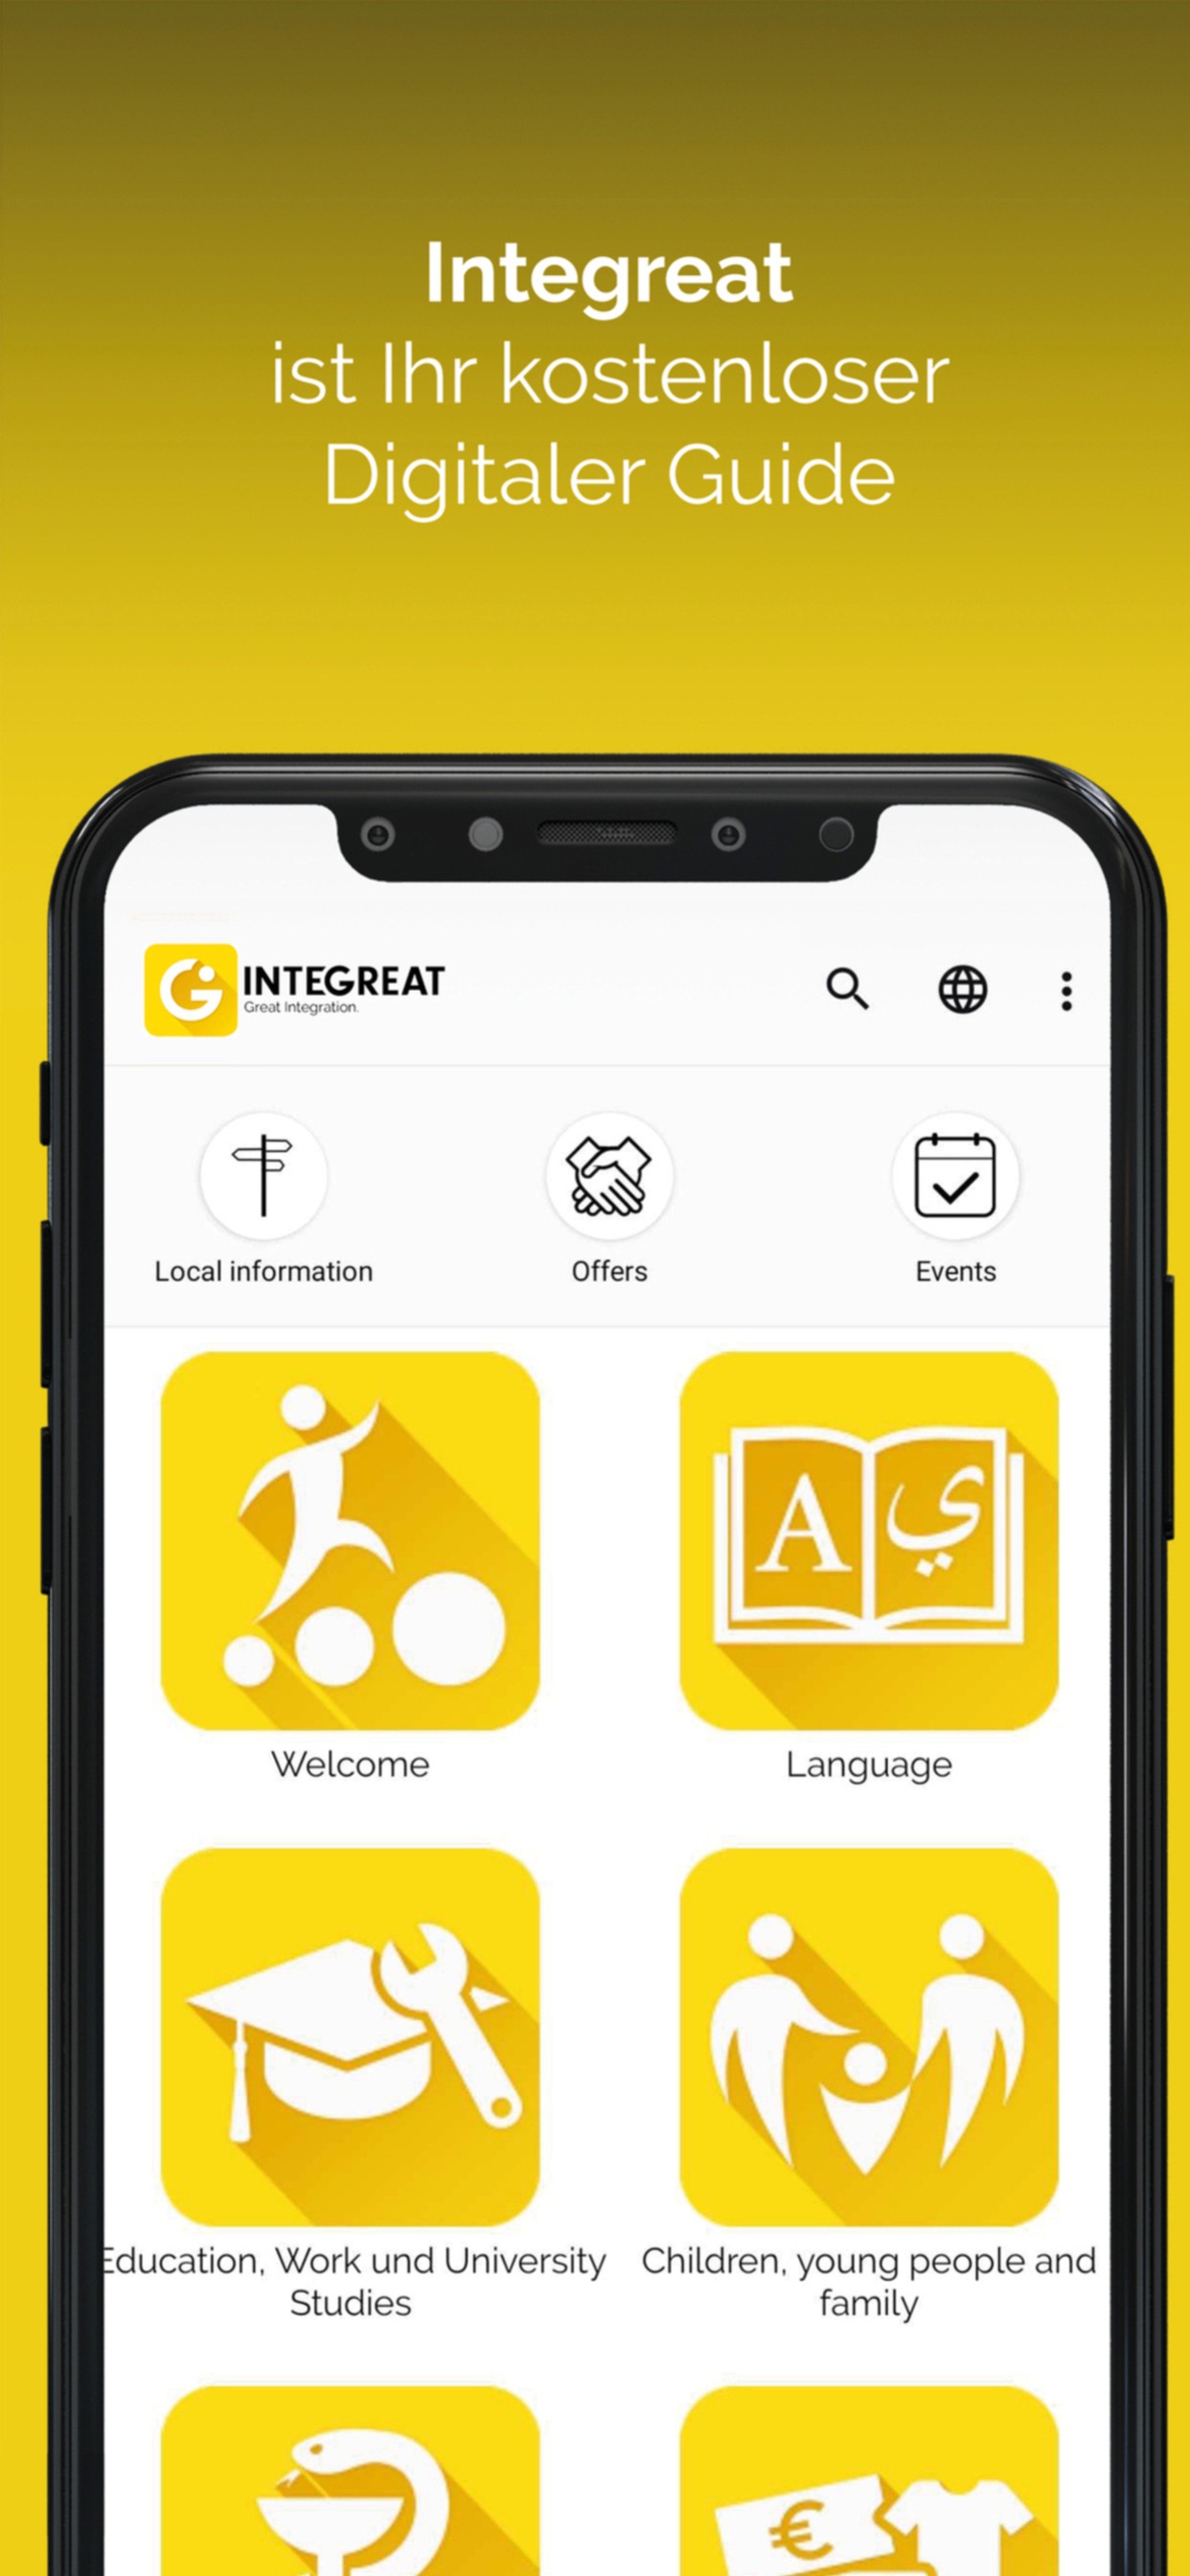 Integreat
ist Ihr kostenloser
Digitaler Guide
INTEGREAT
Great Integration.
Local information
Offers
Events
A ي
Welcome
Language
Education, Work und University
Studies
Children, young people and
family
€